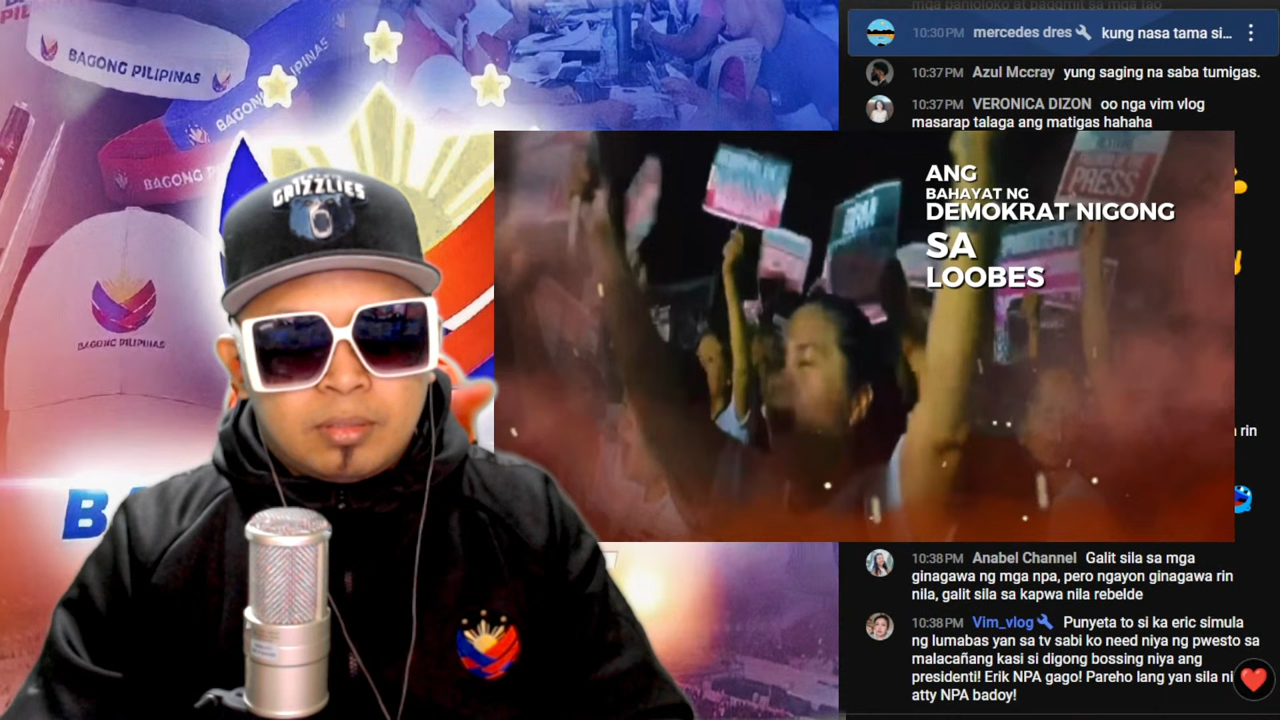 BAGONG PILIPINAS
BAGONG PILIPINAS
BAGONG PILIPINAS
BAGONG PILIPINAS
GRIZZLIES
ANG
BAHAYAT NG
DEMOKRAT NIGONG
SA
LOOBES
PRESS
10:30 PM mercedes dres kung nasa tama si...
10:37 PM Azul Mccray yung saging na saba tumigas.
10:37 PM VERONICA DIZON oo nga vim vlog
masarap talaga ang matigas hahaha
rin
10:38 PM Anabel Channel Galit sila sa mga
ginagawa ng mga npa, pero ngayon ginagawa rin
nila, galit sila sa kapwa nila rebelde
10:38 PM Vim_vlog Punyeta to si ka eric simula
ng lumabas yan sa tv sabi ko need niya ng pwesto sa
malacañang kasi si digong bossing niya ang
presidenti! Erik NPA gago! Pareho lang yan sila ni
atty NPA badoy!